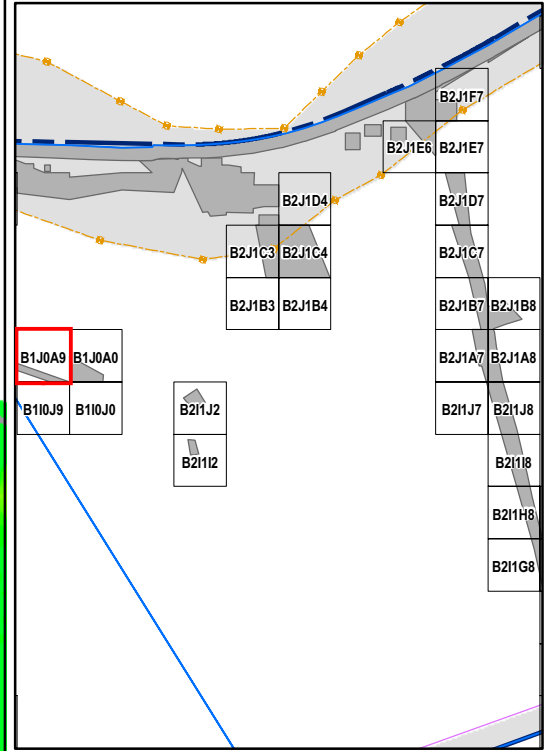 B2J1F7
B2J1E6 B2J1E7
B2J1D4 B2J1D7
B2J1C3 B2J1C4 B2J1C7
B2J1B3 B2J1B4 B2J1B7 B2J1B8
B1J0A9 B1J0A0 B2J1A7 B2J1A8
B1I0J9 B1I0J0 B2I1J2 B2I1J7 B2I1J8
B2I1I2 B2I1I8
B2I1H8
B2I1G8